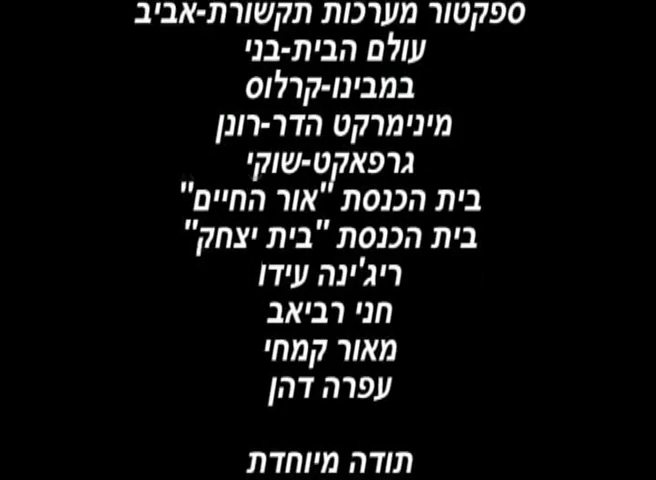 ספקטור מערכות תקשורת-אביב
עולם הבית-בני
במבינו-קרלוס
מינימרקט הדר-רונן
גרפאקט-שוקי
בית הכנסת "אור החיים"
בית הכנסת "בית יצחק"
ריג'ינה עידו
חני רביאב
מאור קמחי
עפרה דהן
תודה מיוחדת